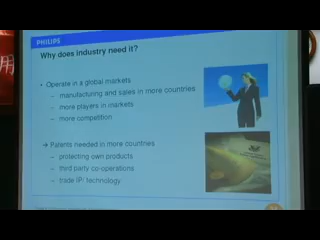 PHILIPS
Why does industry need it?
• Operate in a global markets
– manufacturing and sales in more countries
– more players in markets
– more competition
→ Patents needed in more countries
– protecting own products
– third party co-operations
– trade IP: technology
用